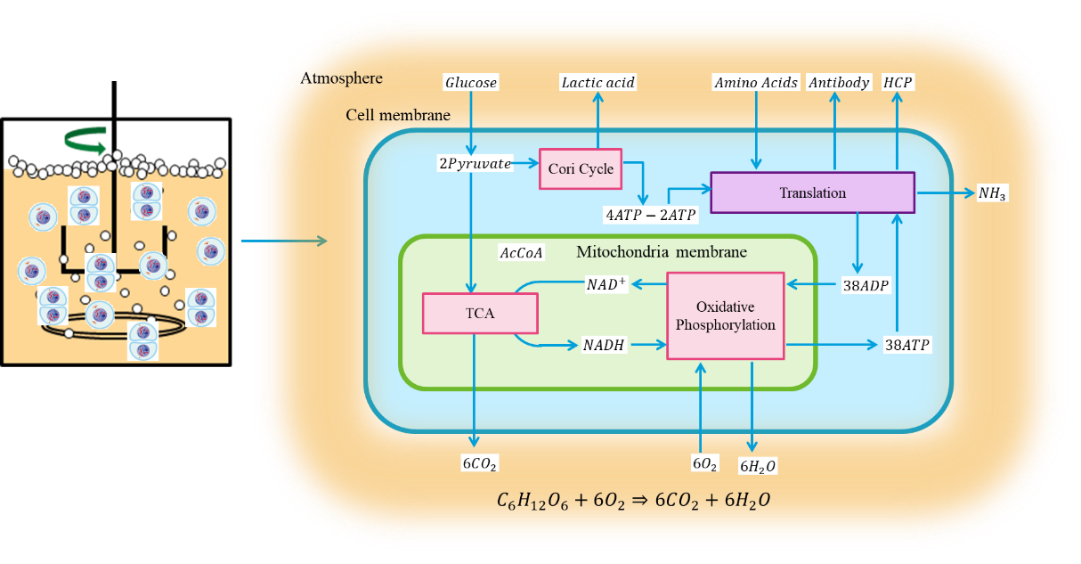 Atmosphere
Glucose
Lactic acid
Amino Acids
Antibody
HCP
Cell membrane
2Pyruvate
Cori Cycle
Translation
NH₃
4ATP − 2ATP
AcCoA
Mitochondria membrane
NAD⁺
38ADP
TCA
Oxidative
Phosphorylation
NADH
38ATP
6CO₂
6O₂
6H₂O
C₆H₁₂O₆ + 6O₂ ⇒ 6CO₂ + 6H₂O